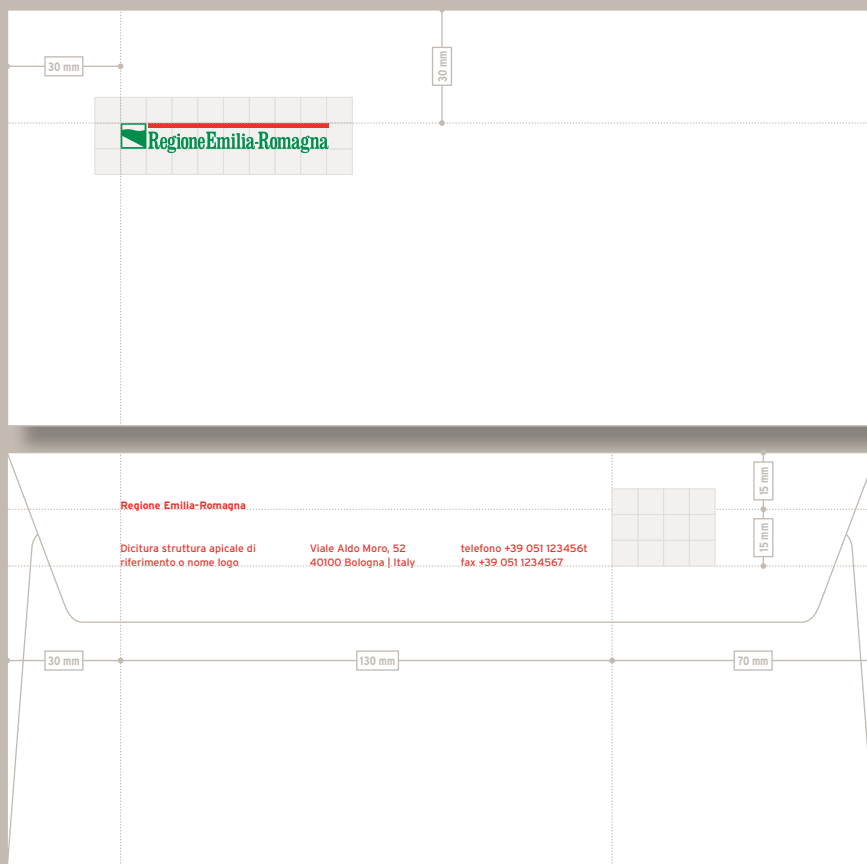 30 mm
30 mm
RegioneEmilia-Romagna
15 mm
Regione Emilia-Romagna
15 mm
Dicitura struttura apicale di
riferimento o nome logo
Viale Aldo Moro, 52
40100 Bologna | Italy
telefono +39 051 123456t
fax +39 051 1234567
30 mm
130 mm
70 mm